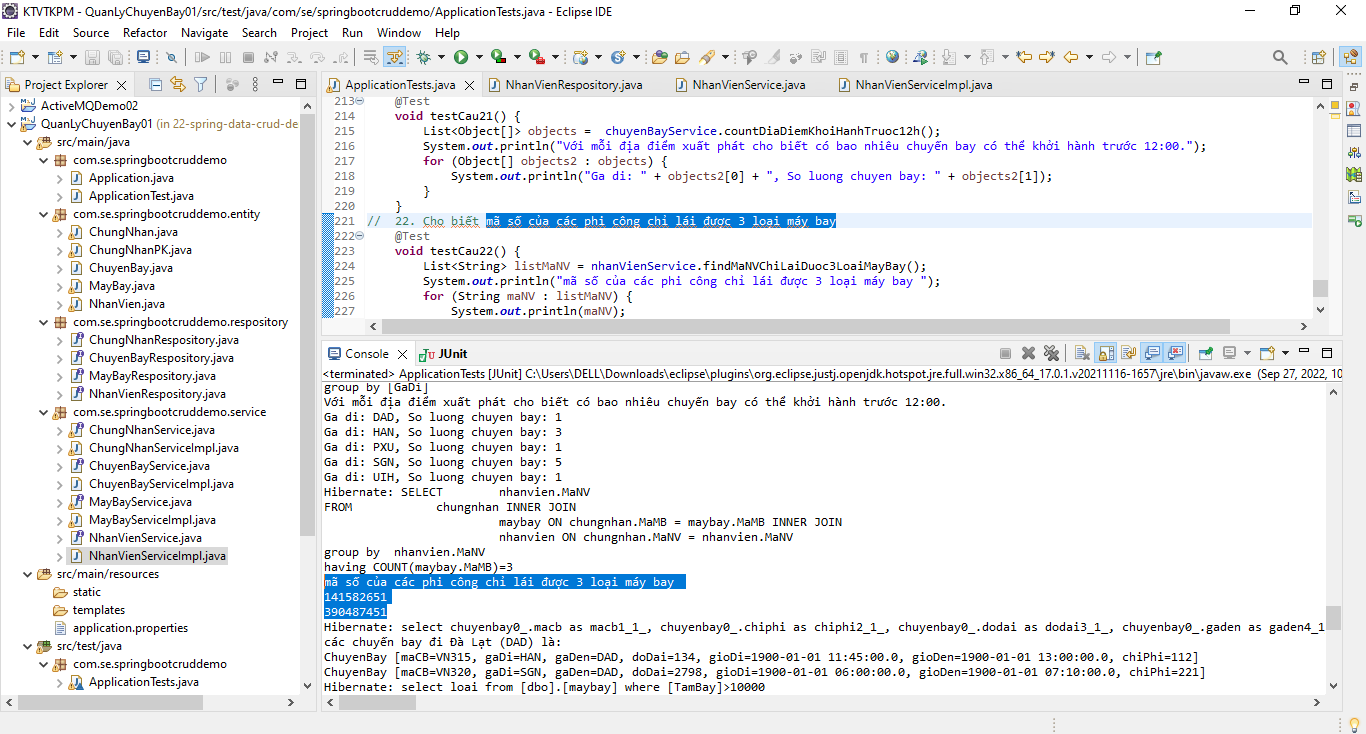 KTVTKPM - QuanLyChuyenBay01/src/test/java/com/se/springbootcruddemo/ApplicationTests.java - Eclipse IDE
File Edit Source Refactor Navigate Search Project Run Window Help
Project Explorer
ActiveMQDemo02
QuanLyChuyenBay01 (in 22-spring-data-crud-de
src/main/java
com.se.springbootcruddemo
Application.java
ApplicationTest.java
com.se.springbootcruddemo.entity
ChungNhan.java
ChungNhanPK.java
ChuyenBay.java
MayBay.java
NhanVien.java
com.se.springbootcruddemo.respository
ChungNhanRespository.java
ChuyenBayRespository.java
MayBayRespository.java
NhanVienRespository.java
com.se.springbootcruddemo.service
ChungNhanService.java
ChungNhanServiceImpl.java
ChuyenBayService.java
ChuyenBayServiceImpl.java
MayBayService.java
MayBayServiceImpl.java
NhanVienService.java
NhanVienServiceImpl.java
src/main/resources
static
templates
application.properties
src/test/java
com.se.springbootcruddemo
ApplicationTests.java
ApplicationTests.java NhanVienRespository.java NhanVienService.java NhanVienServiceImpl.java
213 @Test
214 void testCau21() {
215 List<Object[]> objects = chuyenBayService.countDiaDiemKhoiHanhTruoc12h();
216 System.out.println("Với mỗi địa điểm xuất phát cho biết có bao nhiêu chuyến bay có thể khởi hành trước 12:00.");
217 for (Object[] objects2 : objects) {
218 System.out.println("Ga di: " + objects2[0] + ", So luong chuyen bay: " + objects2[1]);
219 }
220 }
221 // 22. Cho biết mã số của các phi công chỉ lái được 3 loại máy bay
222 @Test
223 void testCau22() {
224 List<String> listMaNV = nhanVienService.findMaNVChiLaiDuoc3LoaiMayBay();
225 System.out.println("mã số của các phi công chỉ lái được 3 loại máy bay ");
226 for (String maNV : listMaNV) {
227 System.out.println(maNV);
Console JUnit
<terminated> ApplicationTests [JUnit] C:\Users\DELL\Downloads\eclipse\plugins\org.eclipse.justj.openjdk.hotspot.jre.full.win32.x86_64_17.0.1.v20211116-1657\jre\bin\javaw.exe (Sep 27, 2022, 10
group by [GaDi]
Với mỗi địa điểm xuất phát cho biết có bao nhiêu chuyến bay có thể khởi hành trước 12:00.
Ga di: DAD, So luong chuyen bay: 1
Ga di: HAN, So luong chuyen bay: 3
Ga di: PXU, So luong chuyen bay: 1
Ga di: SGN, So luong chuyen bay: 5
Ga di: UIH, So luong chuyen bay: 1
Hibernate: SELECT nhanvien.MaNV
FROM chungnhan INNER JOIN
maybay ON chungnhan.MaMB = maybay.MaMB INNER JOIN
nhanvien ON chungnhan.MaNV = nhanvien.MaNV
group by nhanvien.MaNV
having COUNT(maybay.MaMB)=3
mã số của các phi công chỉ lái được 3 loại máy bay
141582651
390487451
Hibernate: select chuyenbay0_.macb as macb1_1_, chuyenbay0_.chiphi as chiphi2_1_, chuyenbay0_.dodai as dodai3_1_, chuyenbay0_.gaden as gaden4_1
các chuyến bay đi Đà Lạt (DAD) là:
ChuyenBay [maCB=VN315, gaDi=HAN, gaDen=DAD, doDai=134, gioDi=1900-01-01 11:45:00.0, gioDen=1900-01-01 13:00:00.0, chiPhi=112]
ChuyenBay [maCB=VN320, gaDi=SGN, gaDen=DAD, doDai=2798, gioDi=1900-01-01 06:00:00.0, gioDen=1900-01-01 07:10:00.0, chiPhi=221]
Hibernate: select loai from [dbo].[maybay] where [TamBay]>10000